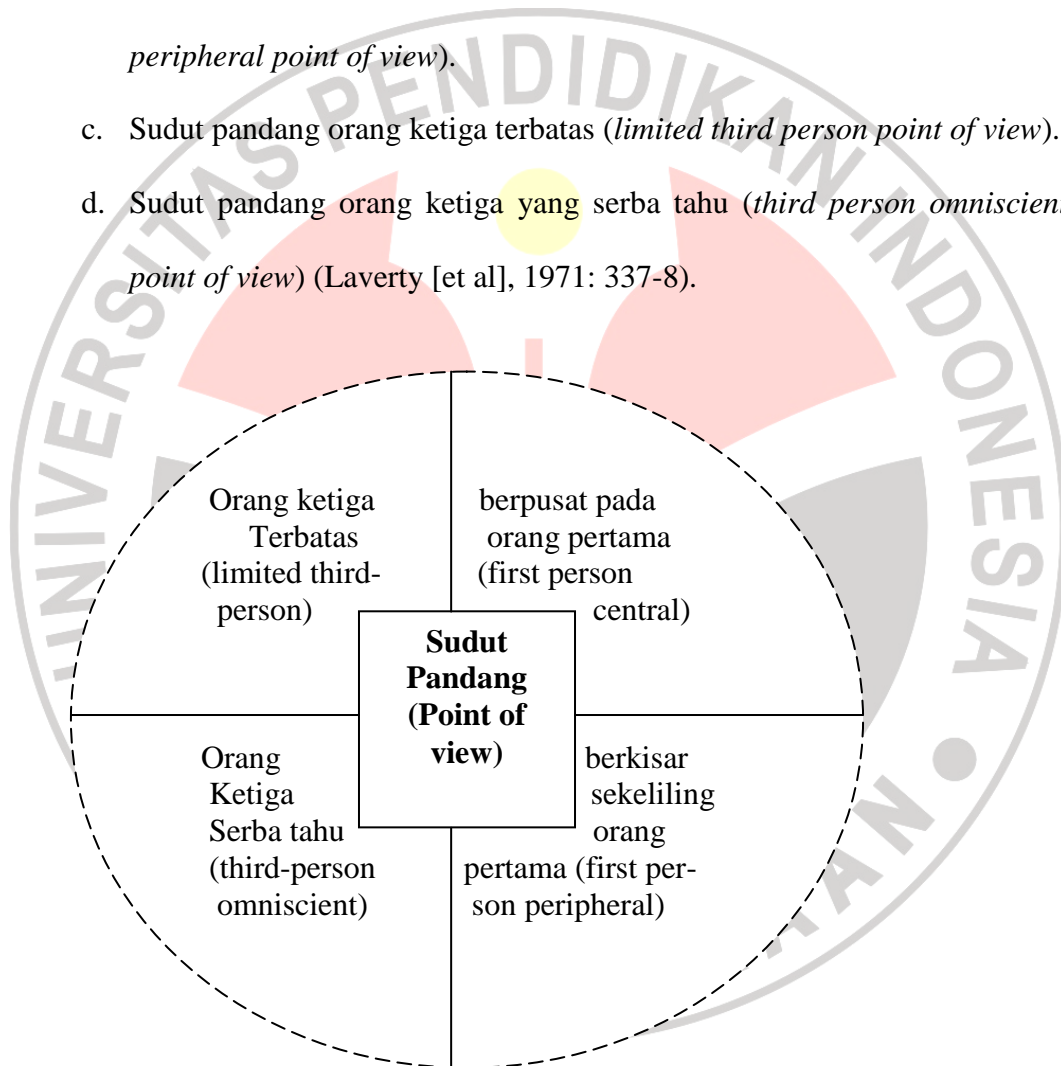 peripheral point of view).
c. Sudut pandang orang ketiga terbatas (limited third person point of view).
d. Sudut pandang orang ketiga yang serba tahu (third person omniscient
point of view) (Laverty [et al], 1971: 337-8).
Orang ketiga
Terbatas
(limited third-
person)
berpusat pada
orang pertama
(first person
central)
Sudut
Pandang
(Point of
view)
Orang
Ketiga
Serba tahu
(third-person
omniscient)
berkisar
sekeliling
orang
pertama (first per-
son peripheral)
UNIVERSITAS PENDIDIKAN INDONESIA